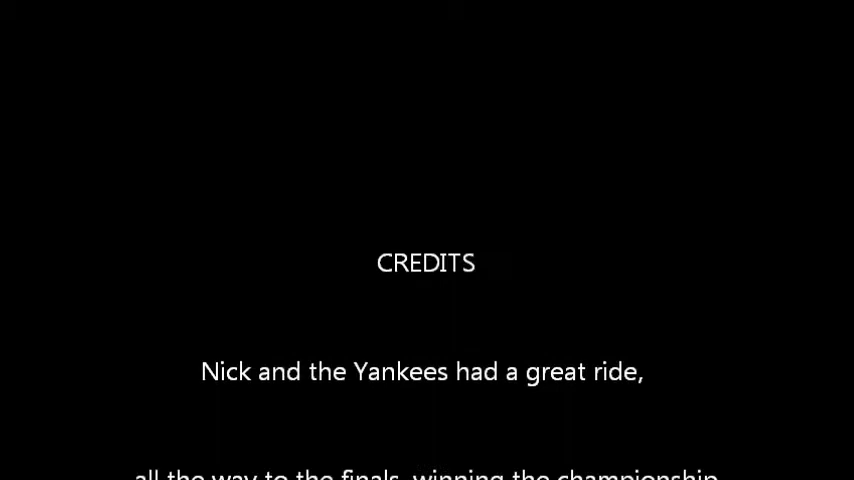 CREDITS
Nick and the Yankees had a great ride,
all the way to the finals, winning the championship